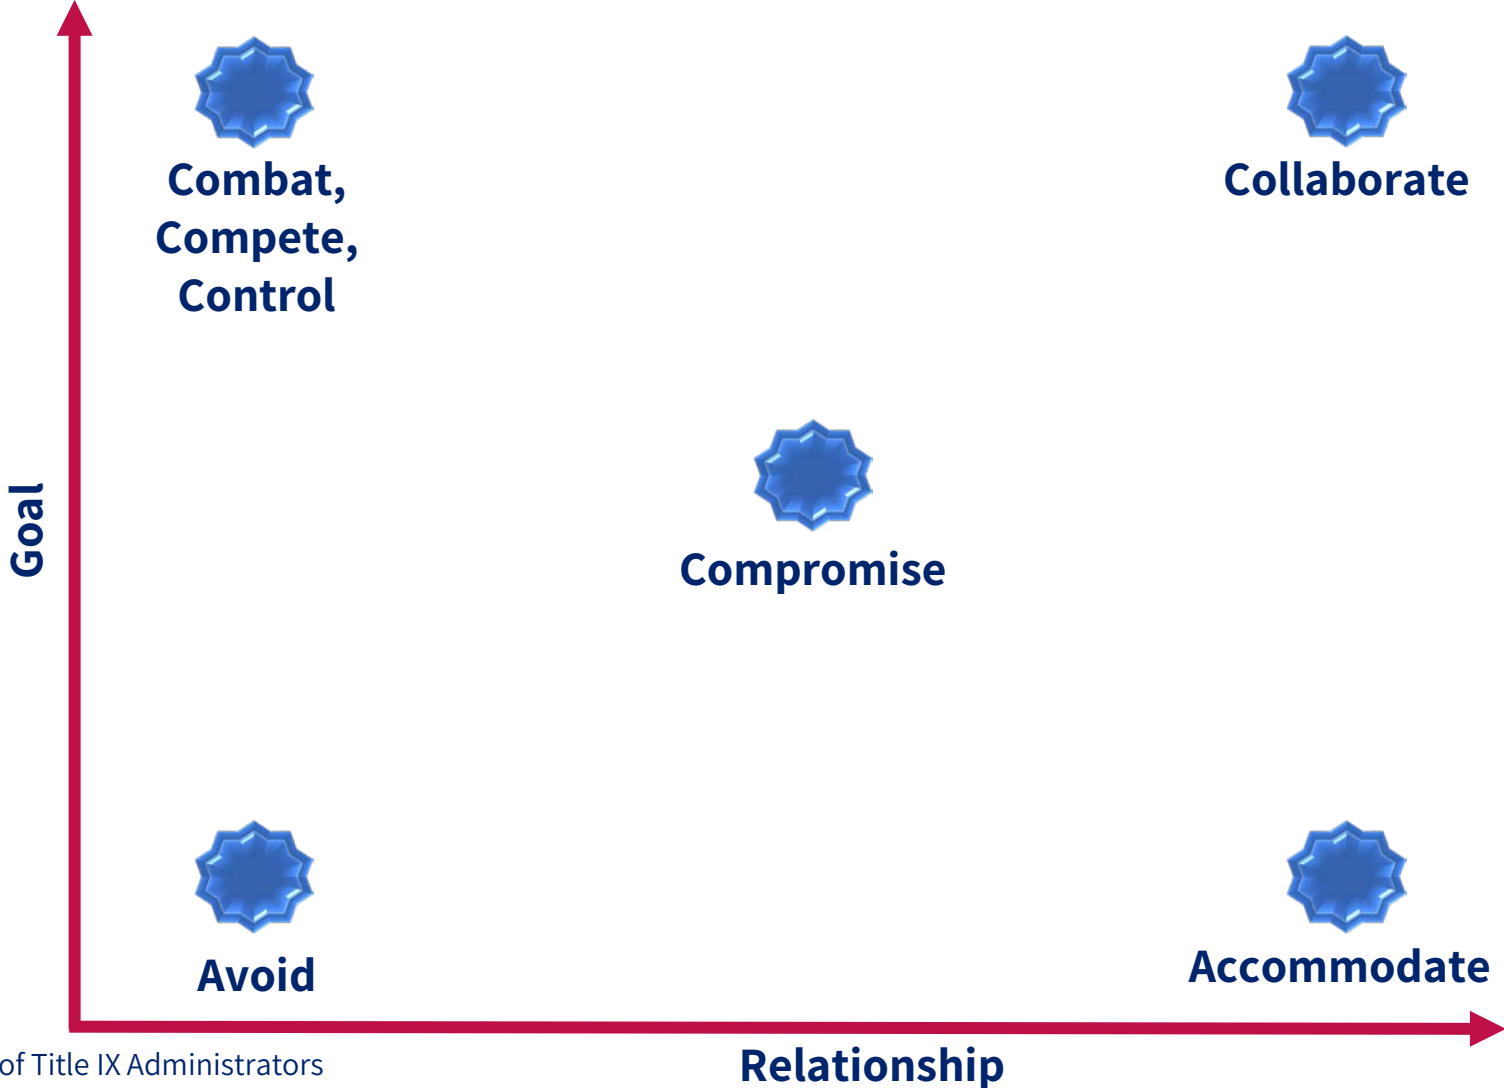 Combat,
Compete,
Control
Collaborate
Goal
Compromise
Avoid
Accommodate
of Title IX Administrators
Relationship